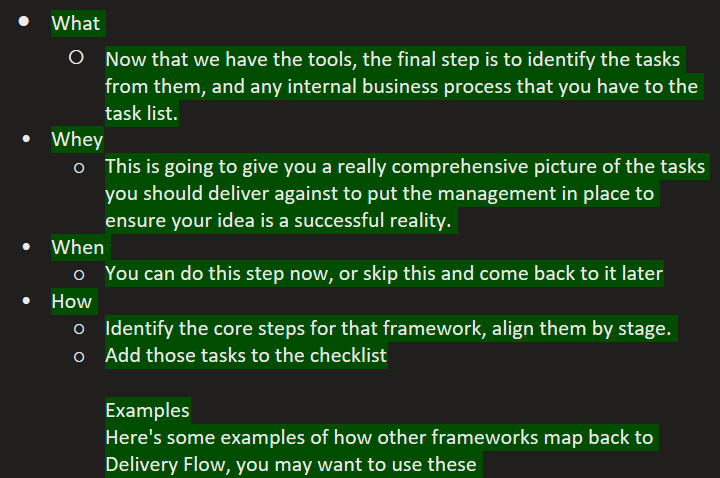 What
Now that we have the tools, the final step is to identify the tasks
from them, and any internal business process that you have to the
task list.
Whey
This is going to give you a really comprehensive picture of the tasks
you should deliver against to put the management in place to
ensure your idea is a successful reality.
When
You can do this step now, or skip this and come back to it later
How
Identify the core steps for that framework, align them by stage.
Add those tasks to the checklist
Examples
Here's some examples of how other frameworks map back to
Delivery Flow, you may want to use these